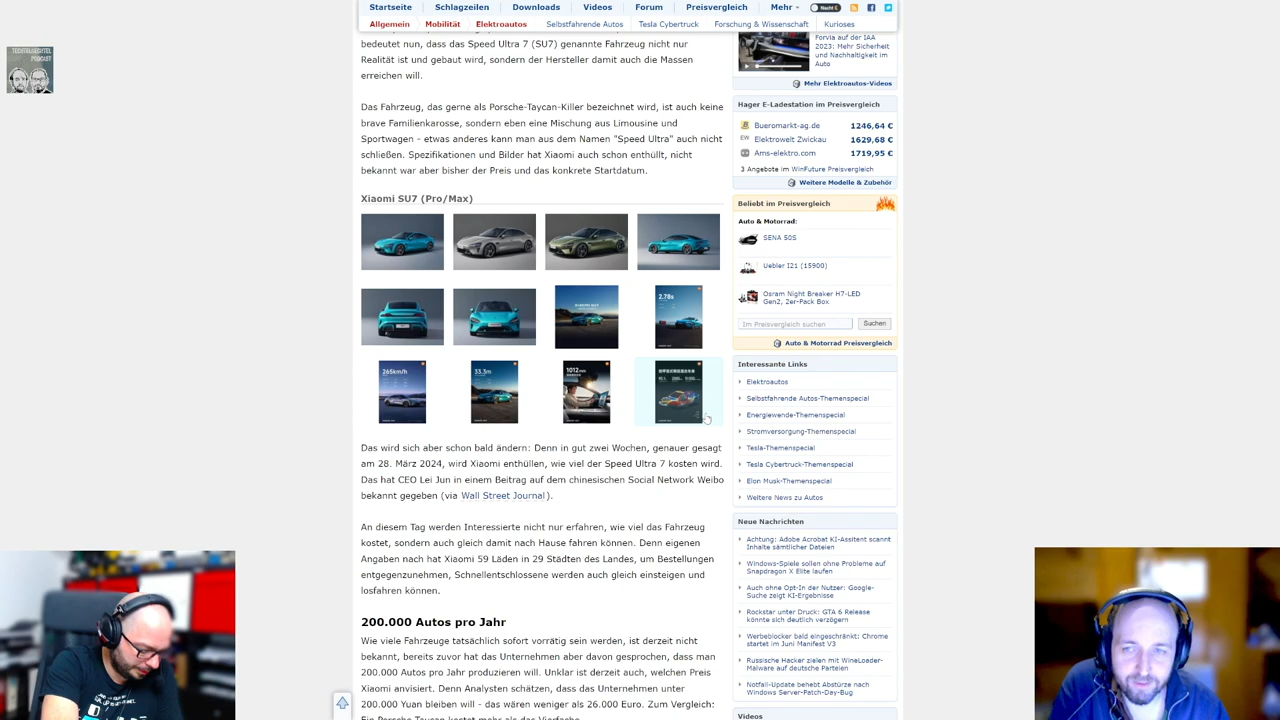 Startseite
Schlagzeilen
Downloads
Videos
Forum
Preisvergleich
Mehr
Nacht
Allgemein
Mobilität
Elektroautos
Selbstfahrende Autos
Tesla Cybertruck
Forschung & Wissenschaft
Kurioses
TECHTELMECHTEL
PODCAST
bedeutet nun, dass das Speed Ultra 7 (SU7) genannte Fahrzeug nicht nur
Realität ist und gebaut wird, sondern der Hersteller damit auch die Massen
erreichen will.
Das Fahrzeug, das gerne als Porsche-Taycan-Killer bezeichnet wird, ist auch keine
brave Familienkarosse, sondern eben eine Mischung aus Limousine und
Sportwagen - etwas anderes kann man aus dem Namen "Speed Ultra" auch nicht
schließen. Spezifikationen und Bilder hat Xiaomi auch schon enthüllt, nicht
bekannt war aber bisher der Preis und das konkrete Startdatum.
Xiaomi SU7 (Pro/Max)
2.78s
265km/h
33.3m
1012
Das wird sich aber schon bald ändern: Denn in gut zwei Wochen, genauer gesagt
am 28. März 2024, wird Xiaomi enthüllen, wie viel der Speed Ultra 7 kosten wird.
Das hat CEO Lei Jun in einem Beitrag auf dem chinesischen Social Network Weibo
bekannt gegeben (via Wall Street Journal).
An diesem Tag werden Interessierte nicht nur erfahren, wie viel das Fahrzeug
kostet, sondern auch gleich damit nach Hause fahren können. Denn eigenen
Angaben nach hat Xiaomi 59 Läden in 29 Städten des Landes, um Bestellungen
entgegenzunehmen, Schnellentschlossene werden auch gleich einsteigen und
losfahren können.
200.000 Autos pro Jahr
Wie viele Fahrzeuge tatsächlich sofort vorrätig sein werden, ist derzeit nicht
bekannt, bereits zuvor hat das Unternehmen aber davon gesprochen, dass man
200.000 Autos pro Jahr produzieren will. Unklar ist derzeit auch, welchen Preis
Xiaomi anvisiert. Denn Analysten schätzen, dass das Unternehmen unter
200.000 Yuan bleiben will - das wären weniger als 26.000 Euro. Zum Vergleich:
Ein Porsche Taycan kostet mehr als das Vierfache.
Forvia auf der IAA
2023: Mehr Sicherheit
und Nachhaltigkeit im
Auto
Mehr Elektroautos-Videos
Hager E-Ladestation im Preisvergleich
Bueromarkt-ag.de 1246,64 €
EW Elektrowelt Zwickau 1629,68 €
Ams-elektro.com 1719,95 €
3 Angebote im WinFuture Preisvergleich
Weitere Modelle & Zubehör
Beliebt im Preisvergleich
Auto & Motorrad:
SENA 50S
Uebler I21 (15900)
Osram Night Breaker H7-LED
Gen2, 2er-Pack Box
Im Preisvergleich suchen
Suchen
Auto & Motorrad Preisvergleich
Interessante Links
Elektroautos
Selbstfahrende Autos-Themenspecial
Energiewende-Themenspecial
Stromversorgung-Themenspecial
Tesla-Themenspecial
Tesla Cybertruck-Themenspecial
Elon Musk-Themenspecial
Weitere News zu Autos
Neue Nachrichten
Achtung: Adobe Acrobat KI-Assitent scannt
Inhalte sämtlicher Dateien
Windows-Spiele sollen ohne Probleme auf
Snapdragon X Elite laufen
Auch ohne Opt-In der Nutzer: Google-
Suche zeigt KI-Ergebnisse
Rockstar unter Druck: GTA 6 Release
könnte sich deutlich verzögern
Werbeblocker bald eingeschränkt: Chrome
startet im Juni Manifest V3
Russische Hacker zielen mit WineLoader-
Malware auf deutsche Parteien
Notfall-Update behebt Abstürze nach
Windows Server-Patch-Day-Bug
Videos